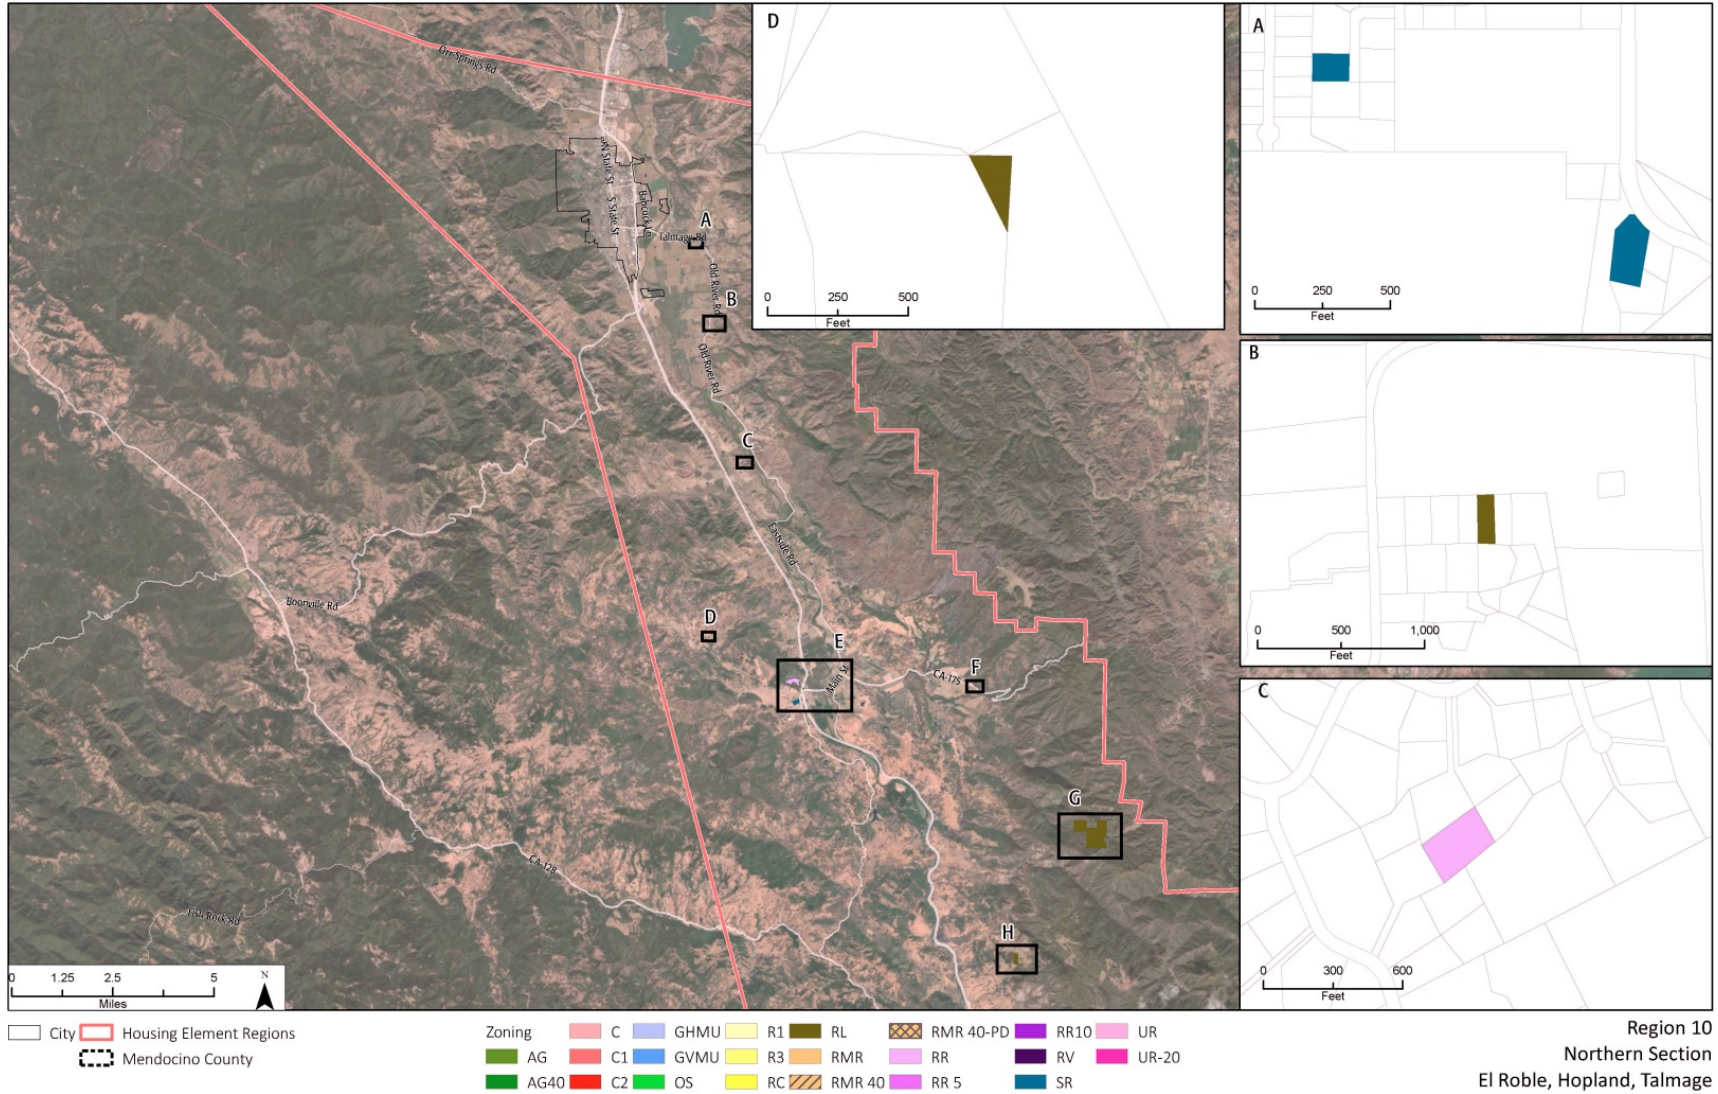 Orr Springs Rd
N State St
S State St
Babcock Ln
Talmage Rd
A
Old River Rd
B
Old River Rd
C
Eastside Rd
Boonville Rd
D
E
Main St
CA-175
F
G
CA-128
Fish Rock Rd
H
0 1.25 2.5 5
Miles
N
D
0 250 500
Feet
A
0 250 500
Feet
B
0 500 1,000
Feet
C
0 300 600
Feet
City
Housing Element Regions
Mendocino County
Zoning
AG
AG40
C
C1
C2
GHMU
GVMU
OS
R1
R3
RC
RL
RMR
RMR 40
RMR 40-PD
RR
RR 5
RR10
RV
SR
UR
UR-20
Region 10
Northern Section
El Roble, Hopland, Talmage